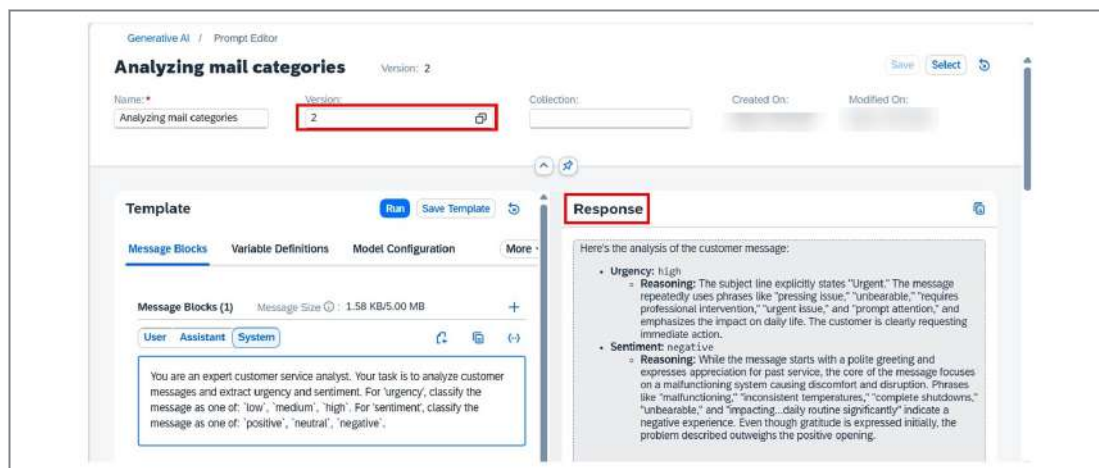 Generative AI / Prompt Editor
Analyzing mail categories Version: 2
Save Select
Name:* Version: Collection: Created On: Modified On:
Analyzing mail categories 2
Template Run Save Template
Message Blocks Variable Definitions Model Configuration More
Message Blocks (1) Message Size : 1.58 KB/5.00 MB
User Assistant System
You are an expert customer service analyst. Your task is to analyze customer
messages and extract urgency and sentiment. For 'urgency', classify the
message as one of: `low`, `medium`, `high`. For 'sentiment', classify the
message as one of: `positive`, `neutral`, `negative`.
Response
Here's the analysis of the customer message:
• Urgency: high
Reasoning: The subject line explicitly states "Urgent." The message
repeatedly uses phrases like "pressing issue," "unbearable," "requires
professional intervention," "urgent issue," and "prompt attention," and
emphasizes the impact on daily life. The customer is clearly requesting
immediate action.
• Sentiment: negative
Reasoning: While the message starts with a polite greeting and
expresses appreciation for past service, the core of the message focuses
on a malfunctioning system causing discomfort and disruption. Phrases
like "malfunctioning," "inconsistent temperatures," "complete shutdowns,"
"unbearable," and "impacting...daily routine significantly" indicate a
negative experience. Even though gratitude is expressed initially, the
problem described outweighs the positive opening.